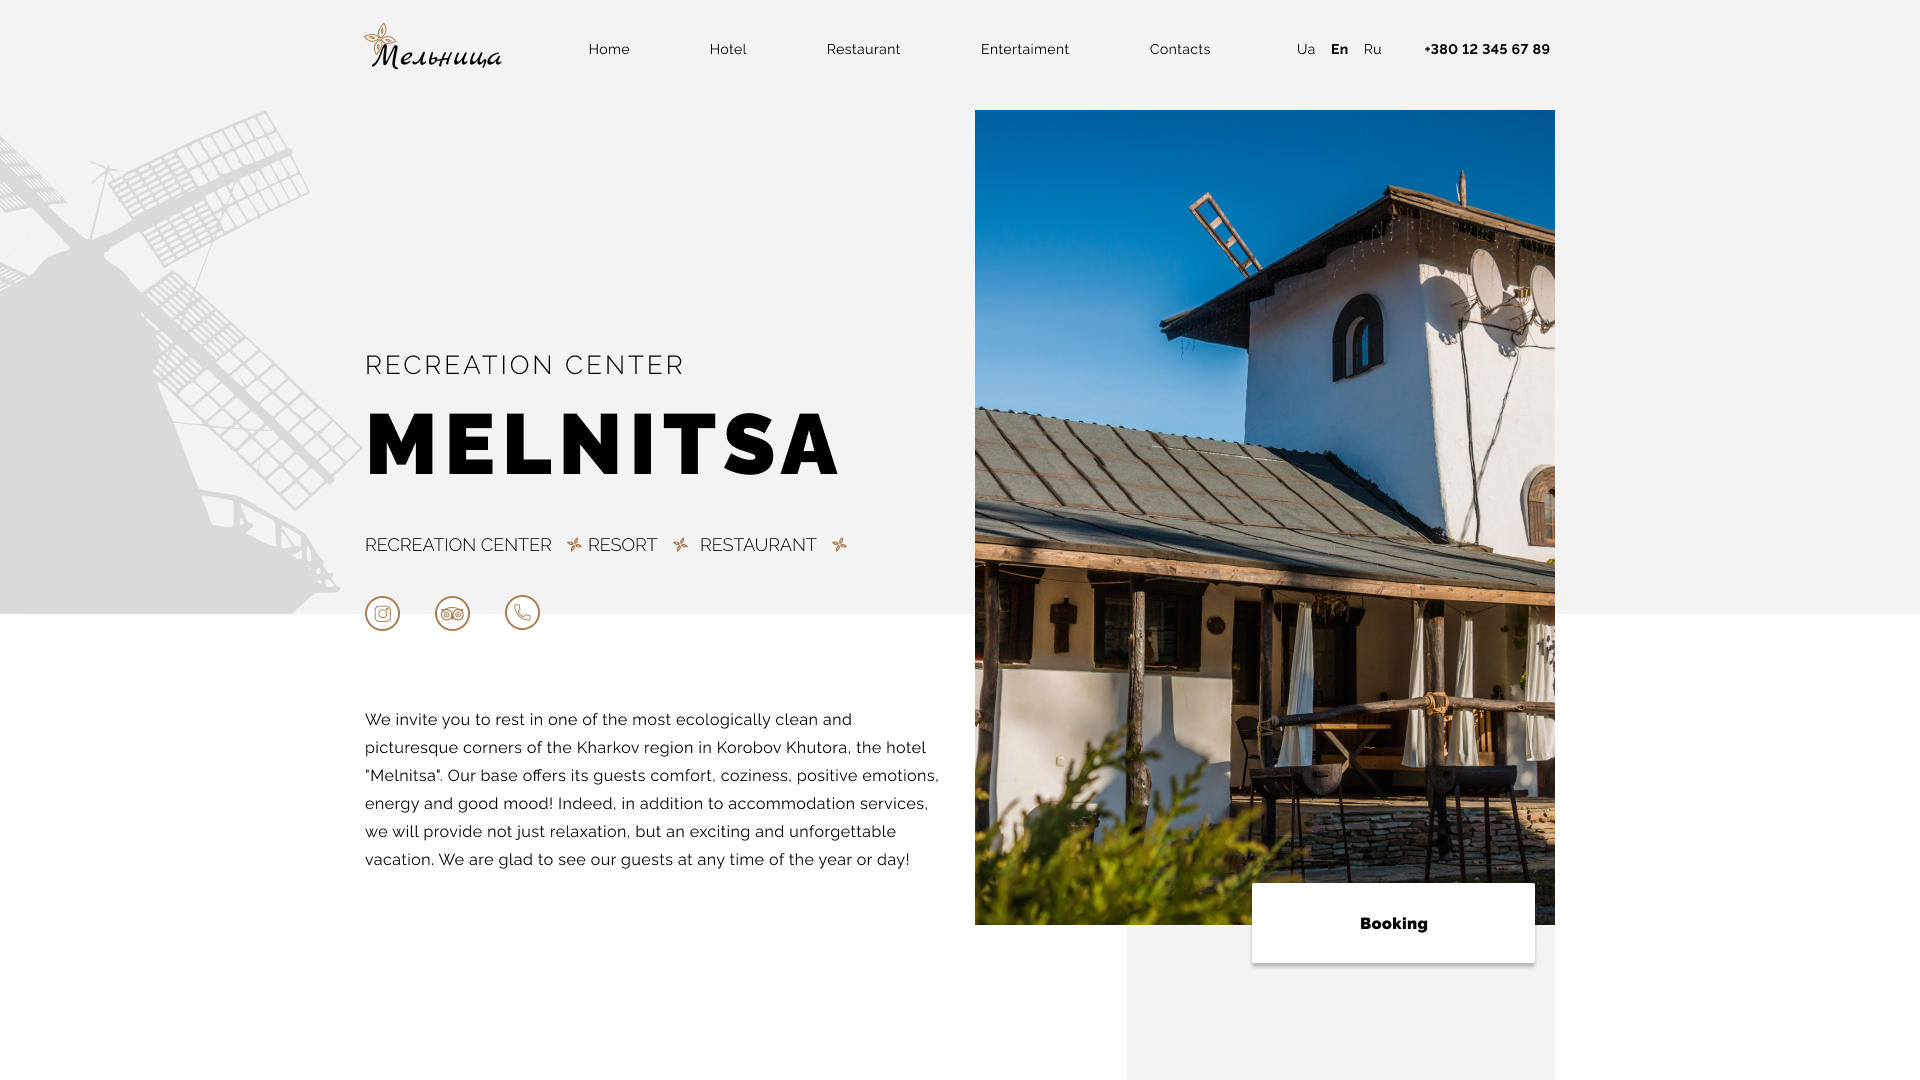 Мельница
Home Hotel Restaurant Entertaiment Contacts Ua En Ru +380 12 345 67 89
RECREATION CENTER
MELNITSA
RECREATION CENTER RESORT RESTAURANT
We invite you to rest in one of the most ecologically clean and
picturesque corners of the Kharkov region in Korobov Khutora, the hotel
"Melnitsa". Our base offers its guests comfort, coziness, positive emotions,
energy and good mood! Indeed, in addition to accommodation services,
we will provide not just relaxation, but an exciting and unforgettable
vacation. We are glad to see our guests at any time of the year or day!
Booking